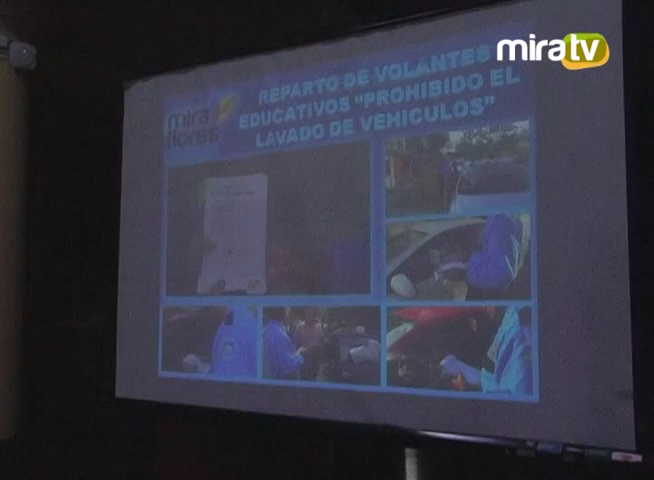 miratv
mira
flores
REPARTO DE VOLANTES
EDUCATIVOS "PROHIBIDO EL
LAVADO DE VEHICULOS"